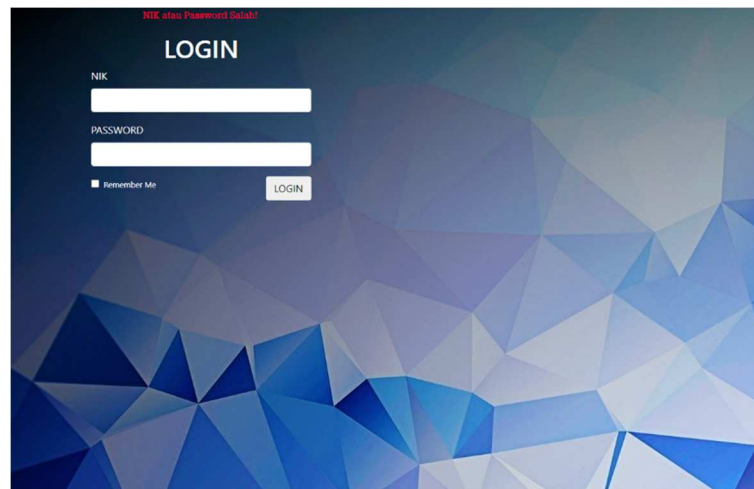 NIK atau Password Salah!
LOGIN
NIK
PASSWORD
Remember Me
LOGIN